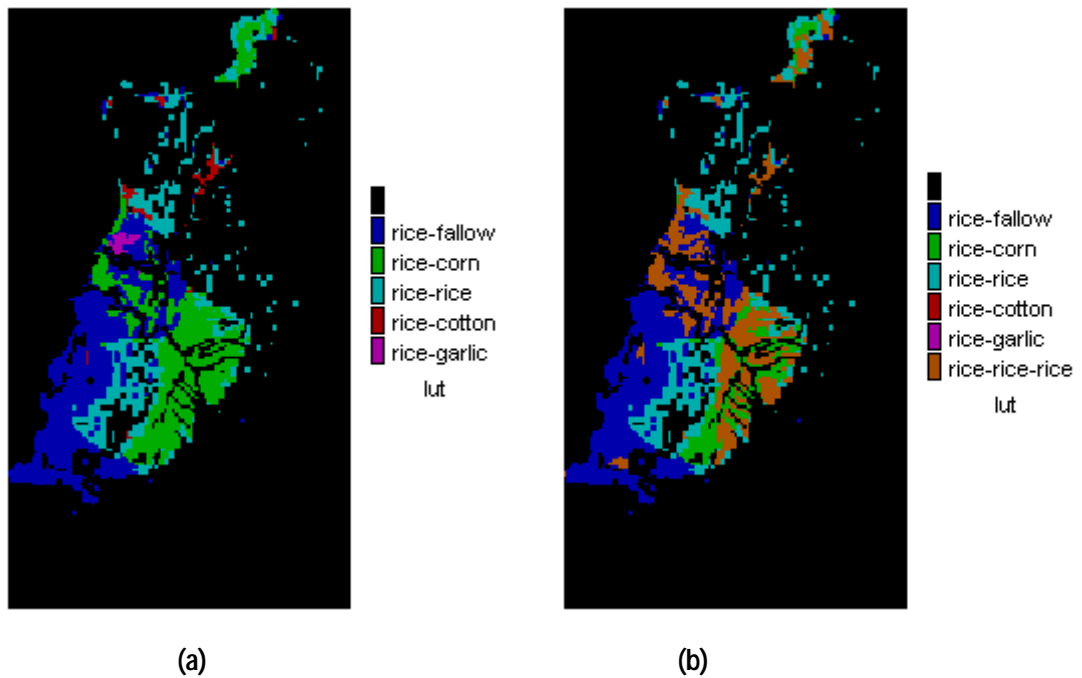 rice-fallow
rice-corn
rice-rice
rice-cotton
rice-garlic
lut
rice-fallow
rice-corn
rice-rice
rice-cotton
rice-garlic
rice-rice-rice
lut
(a)
(b)